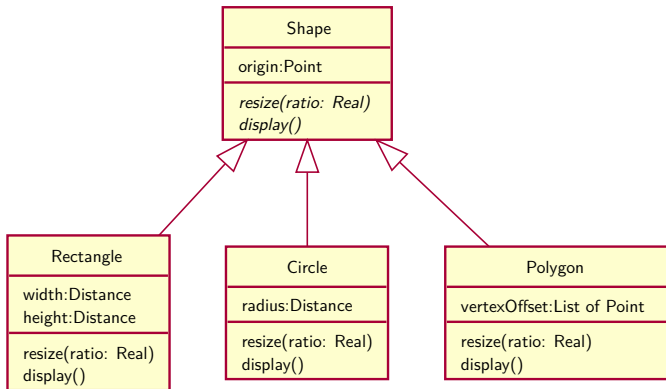 Shape
origin:Point
resize(ratio: Real)
display()
Rectangle
width:Distance
height:Distance
resize(ratio: Real)
display()
Circle
radius:Distance
resize(ratio: Real)
display()
Polygon
vertexOffset:List of Point
resize(ratio: Real)
display()